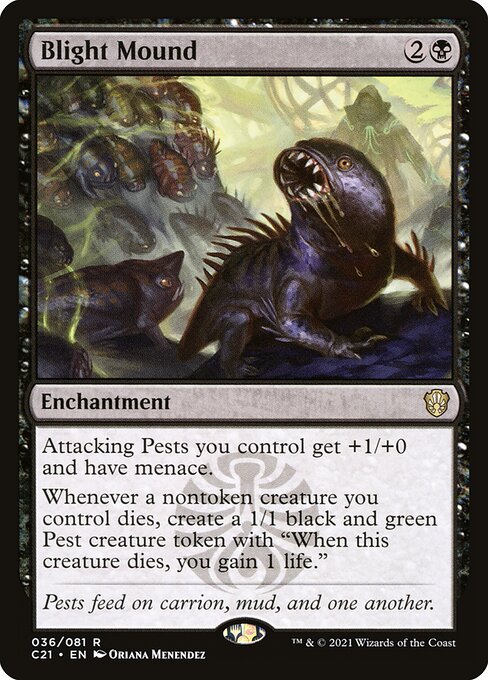 Blight Mound 2
Enchantment
Attacking Pests you control get +1/+0
and have menace.
Whenever a nontoken creature you
control dies, create a 1/1 black and green
Pest creature token with “When this
creature dies, you gain 1 life.”
Pests feed on carrion, mud, and one another.
036/081 R
C21 • EN Oriana Menendez
™ & © 2021 Wizards of the Coast